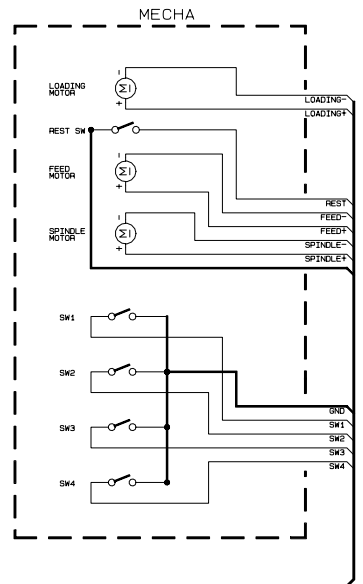 MECHA
LOADING
MOTOR
LOADING-
LOADING+
REST SW
FEED
MOTOR
REST
FEED-
FEED+
SPINDLE
MOTOR
SPINDLE-
SPINDLE+
SW1
SW2
GND
SW1
SW3
SW2
SW3
SW4
SW4
M
M
M